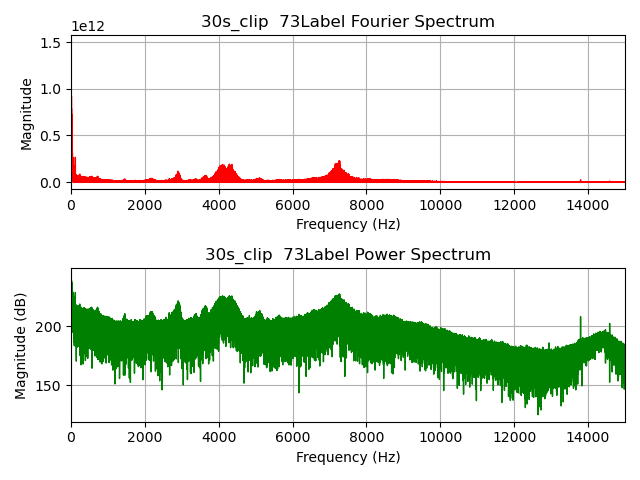 30s_clip  73Label Fourier Spectrum
1e12
1.5
1.0
0.5
0.0
Magnitude
0 2000 4000 6000 8000 10000 12000 14000
Frequency (Hz)
30s_clip  73Label Power Spectrum
200
150
Magnitude (dB)
0 2000 4000 6000 8000 10000 12000 14000
Frequency (Hz)